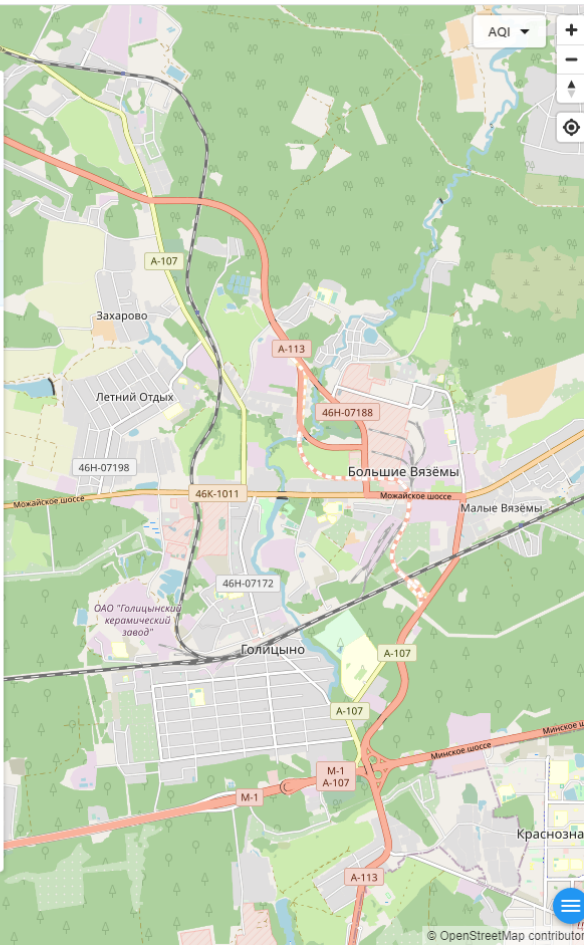 AQI
А-107
Захарово
А-113
Летний Отдых
46Н-07188
46Н-07198
Большие Вязёмы
46К-1011
Можайское шоссе
Можайское шоссе
Малые Вязёмы
46Н-07172
ОАО "Голицынский
керамический
завод"
Голицыно
А-107
А-107
Минское ш
Минское шоссе
М-1
А-107
М-1
Краснозна
А-113
© OpenStreetMap contributor